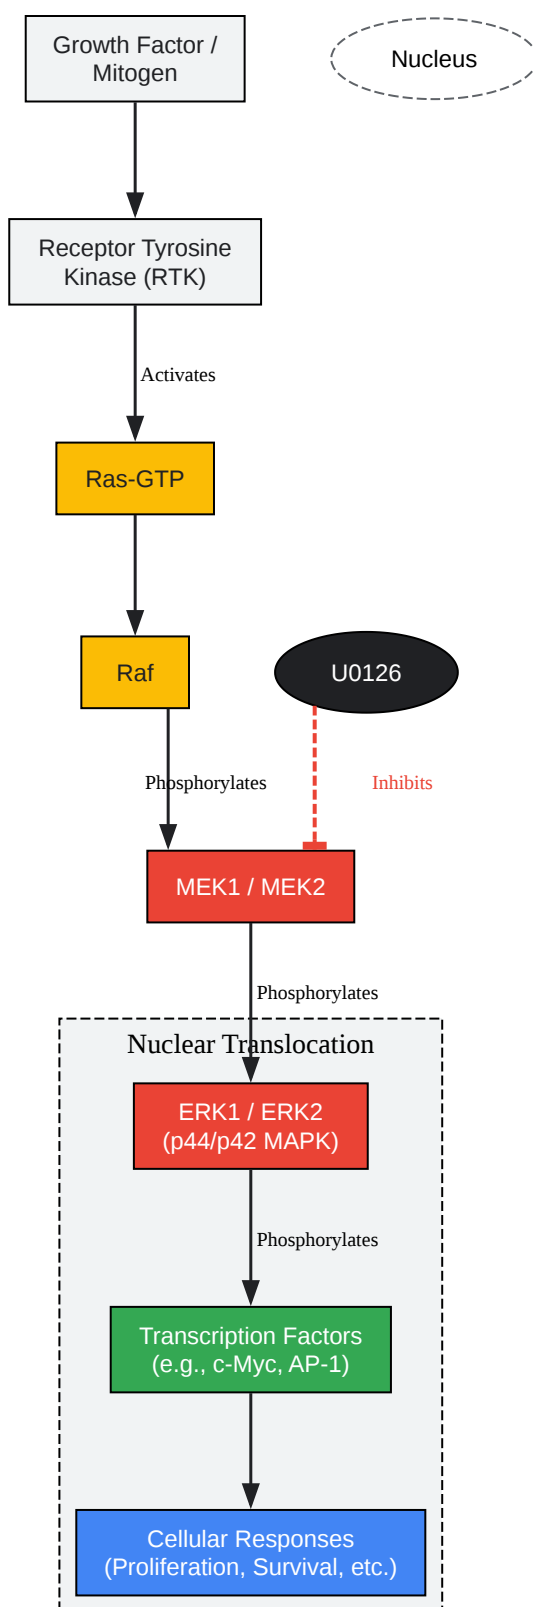 Growth Factor /
Mitogen
Nucleus
Receptor Tyrosine
Kinase (RTK)
Activates
Ras-GTP
Raf
U0126
Phosphorylates
Inhibits
MEK1 / MEK2
Phosphorylates
Nuclear Translocation
ERK1 / ERK2
(p44/p42 MAPK)
Phosphorylates
Transcription Factors
(e.g., c-Myc, AP-1)
Cellular Responses
(Proliferation, Survival, etc.)